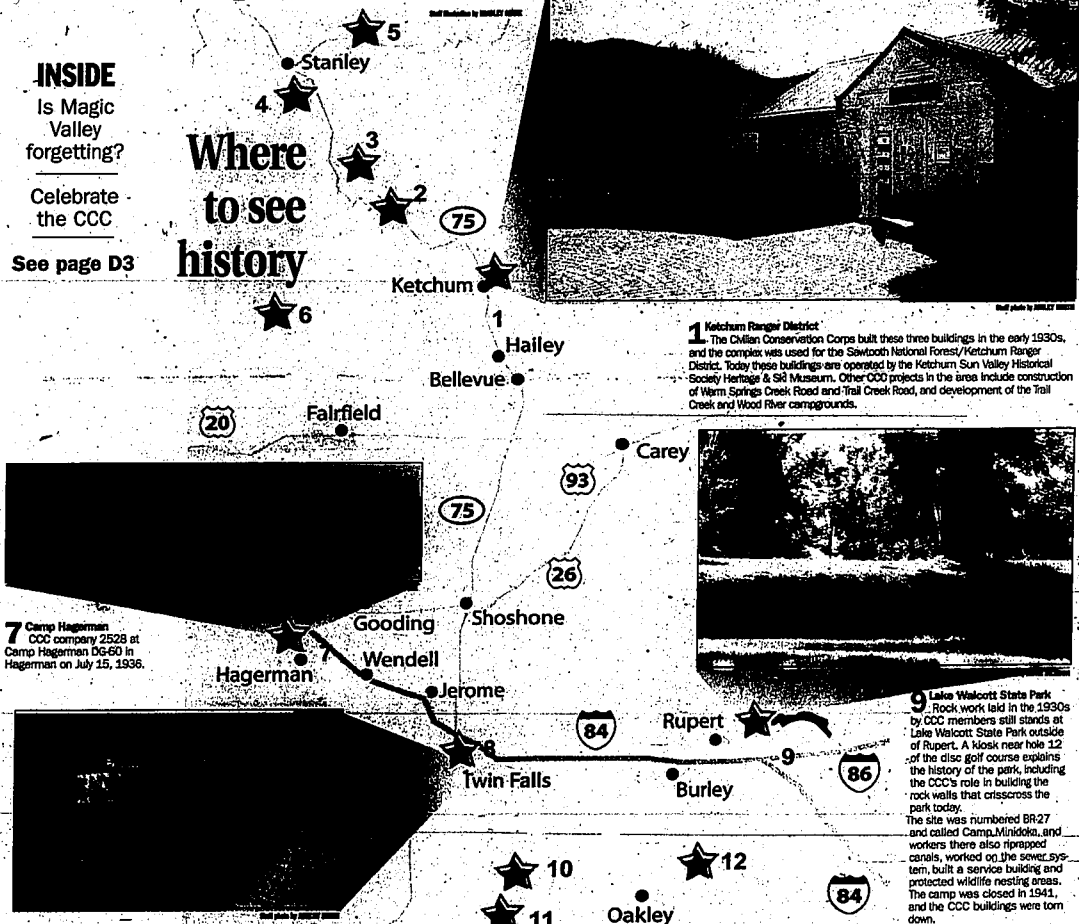 Staff illustration by
INSIDE
Is Magic
Valley
forgetting?
Celebrate
the CCC
See page D3
Where
to see
history
5
Stanley
4
3
2
75
Ketchum
6
1
Hailey
Bellevue
20
Fairfield
Carey
93
75
26
Shoshone
Gooding
7
Hagerman
Wendell
Jerome
8
Twin Falls
84
Rupert
9
86
Burley
10
12
11
Oakley
84
Staff photo by
1 Ketchum Ranger District
The Civilian Conservation Corps built these three buildings in the early 1930s,
and the complex was used for the Sawtooth National Forest/Ketchum Ranger
District. Today these buildings are operated by the Ketchum Sun Valley Historical
Society Heritage & Ski Museum. Other CCC projects in the area include construction
of Warm Springs Creek Road and Trail Creek Road, and development of the Trail
Creek and Wood River campgrounds.
7 Camp Hagerman
CCC company 2528 at
Camp Hagerman DG-60 in
Hagerman on July 15, 1936.
9 Lake Walcott State Park
Rock work laid in the 1930s
by CCC members still stands at
Lake Walcott State Park outside
of Rupert. A kiosk near hole 12
of the disc golf course explains
the history of the park, including
the CCC's role in building the
rock walls that crisscross the
park today.
The site was numbered BR-27
and called Camp Minidoka, and
workers there also riprapped
canals, worked on the sewer sys-
tem, built a service building and
protected wildlife nesting areas.
The camp was closed in 1941,
and the CCC buildings were torn
down.
Staff photo by